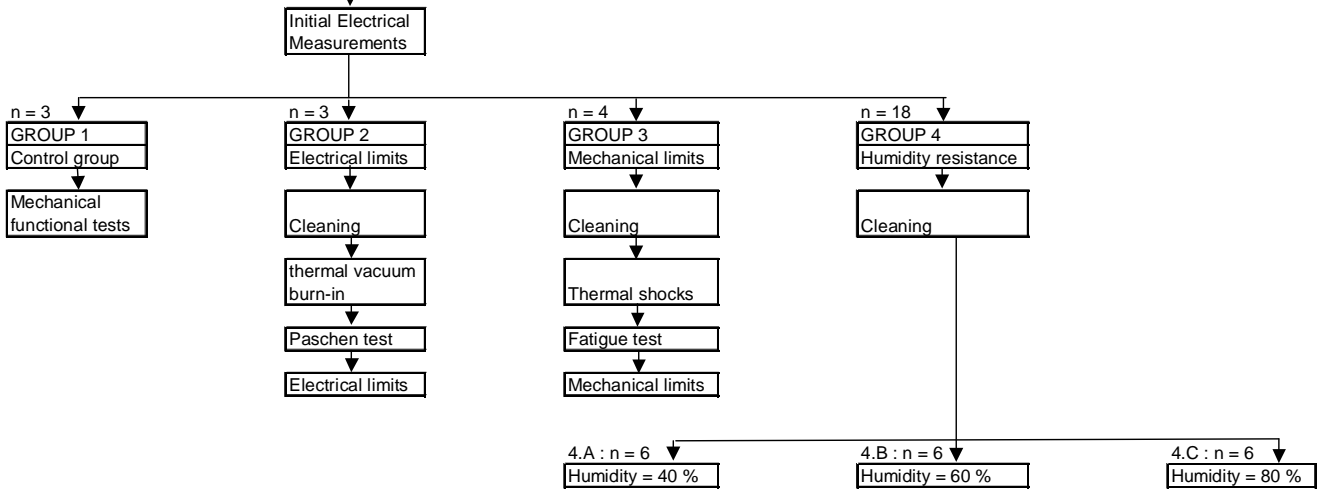 Initial Electrical
Measurements
n = 3
GROUP 1
Control group
Mechanical
functional tests
n = 3
GROUP 2
Electrical limits
Cleaning
thermal vacuum
burn-in
Paschen test
Electrical limits
n = 4
GROUP 3
Mechanical limits
Cleaning
Thermal shocks
Fatigue test
Mechanical limits
n = 18
GROUP 4
Humidity resistance
Cleaning
4.A : n = 6
Humidity = 40 %
4.B : n = 6
Humidity = 60 %
4.C : n = 6
Humidity = 80 %